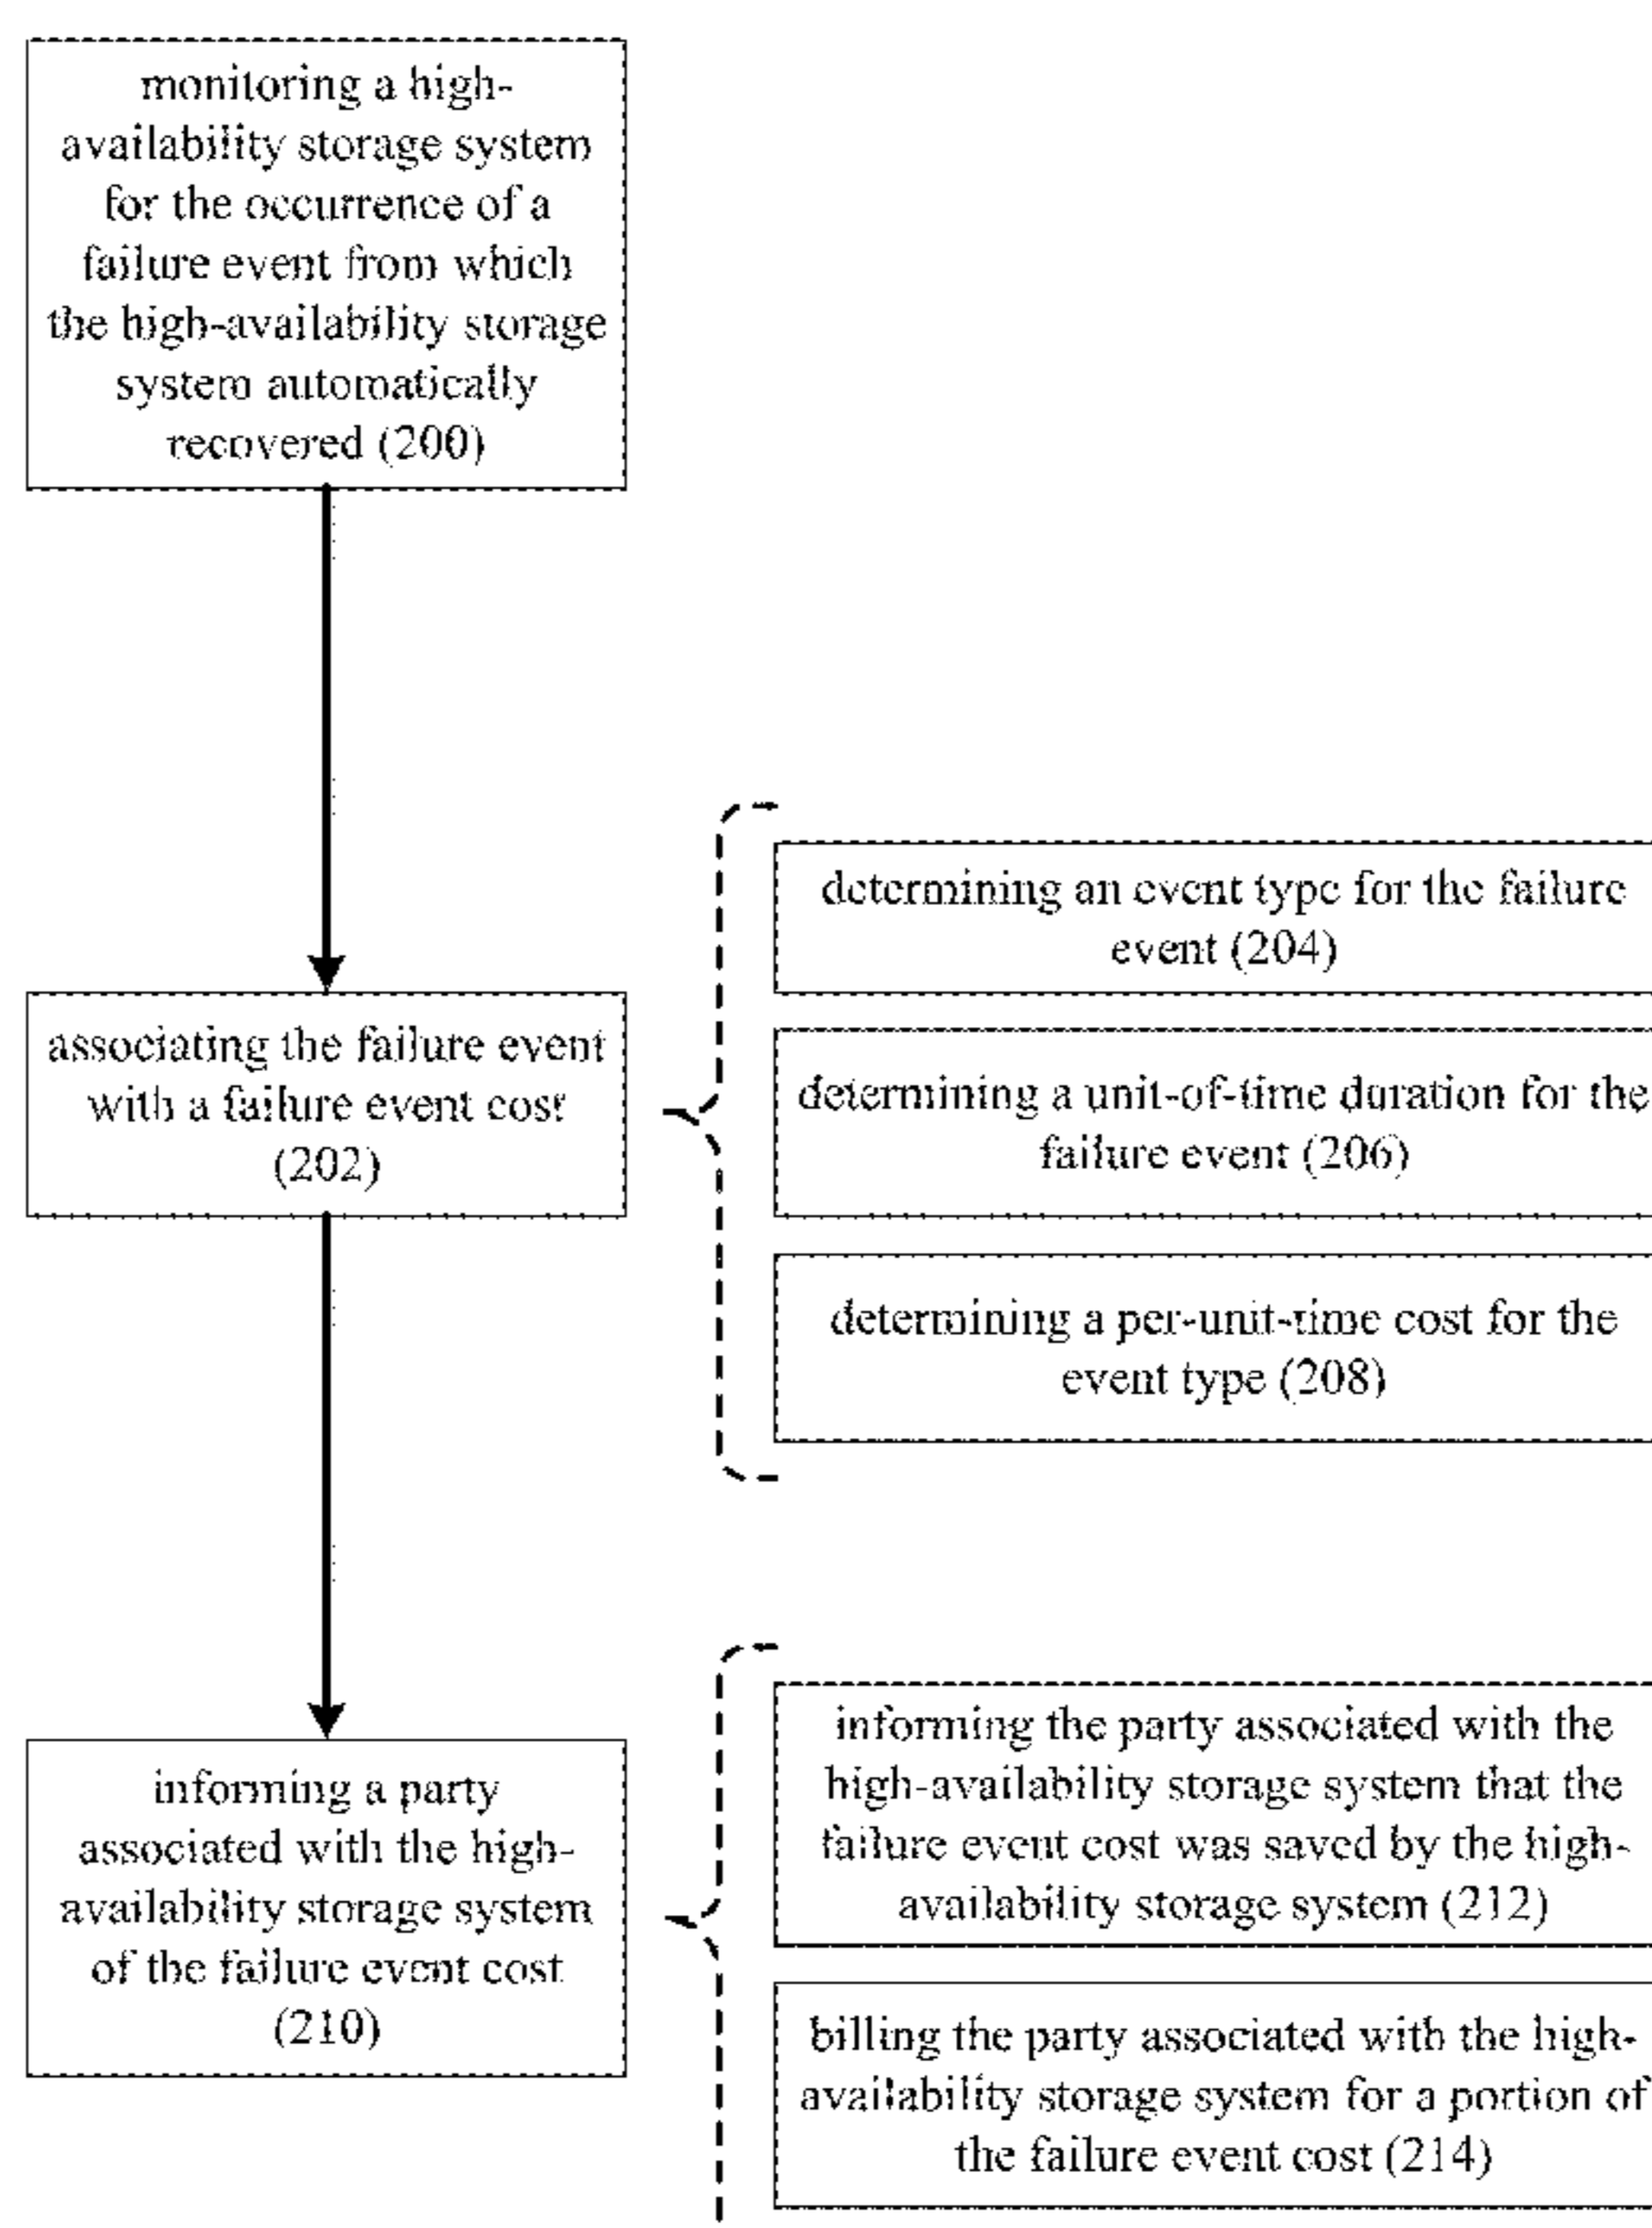 monitoring a high-
availability storage system
for the occurrence of a
failure event from which
the high-availability storage
system automatically
recovered (200)
associating the failure event
with a failure event cost
(202)
determining an event type for the failure
event (204)
determining a unit-of-time duration for the
failure event (206)
determining a per-unit-time cost for the
event type (208)
informing a party
associated with the high-
availability storage system
of the failure event cost
(210)
informing the party associated with the
high-availability storage system that the
failure event cost was saved by the high-
availability storage system (212)
billing the party associated with the high-
availability storage system for a portion of
the failure event cost (214)